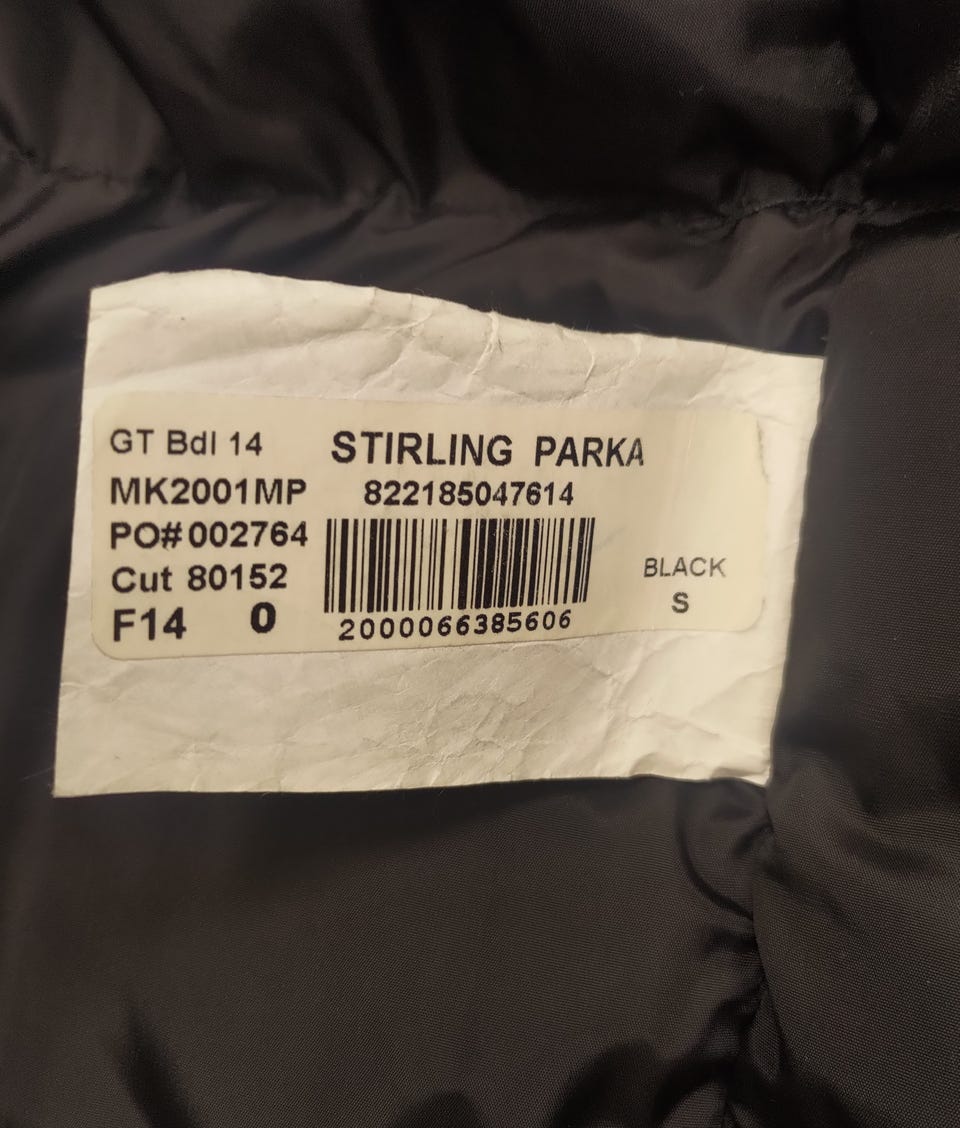 GT Bdl 14
STIRLING PARKA
MK2001MP
822185047614
PO#002764
Cut 80152
BLACK
F14 0
S
2000066385606